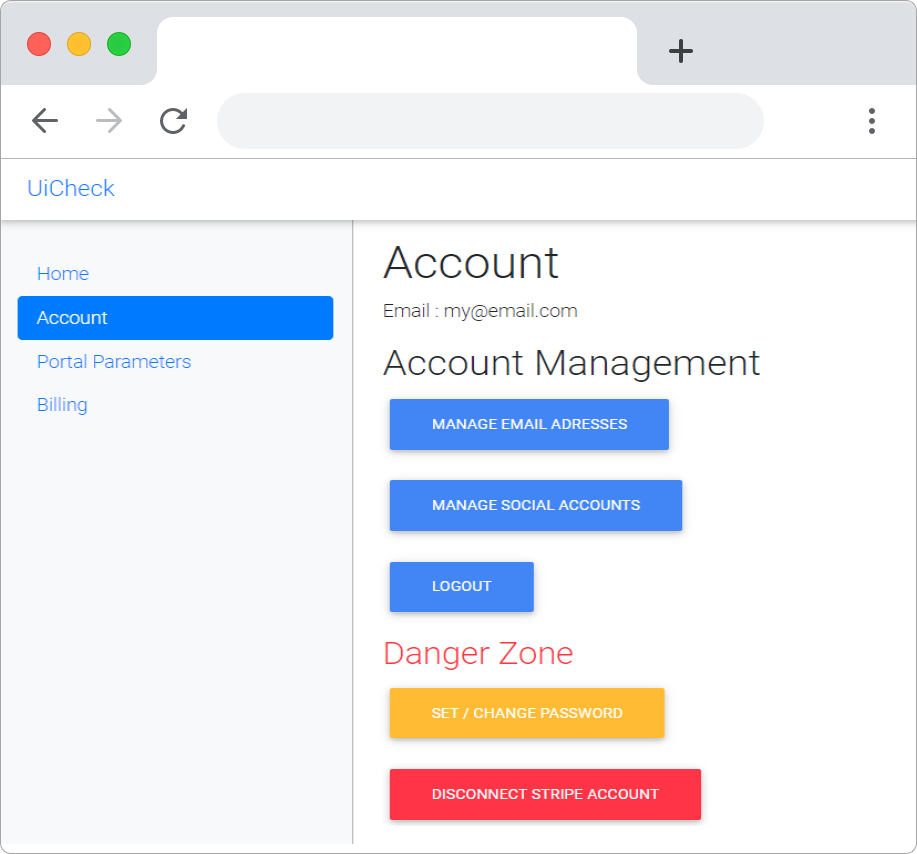 UiCheck
Home
Account
Portal Parameters
Billing
Account
Email : my@email.com
Account Management
MANAGE EMAIL ADRESSES
MANAGE SOCIAL ACCOUNTS
LOGOUT
Danger Zone
SET / CHANGE PASSWORD
DISCONNECT STRIPE ACCOUNT